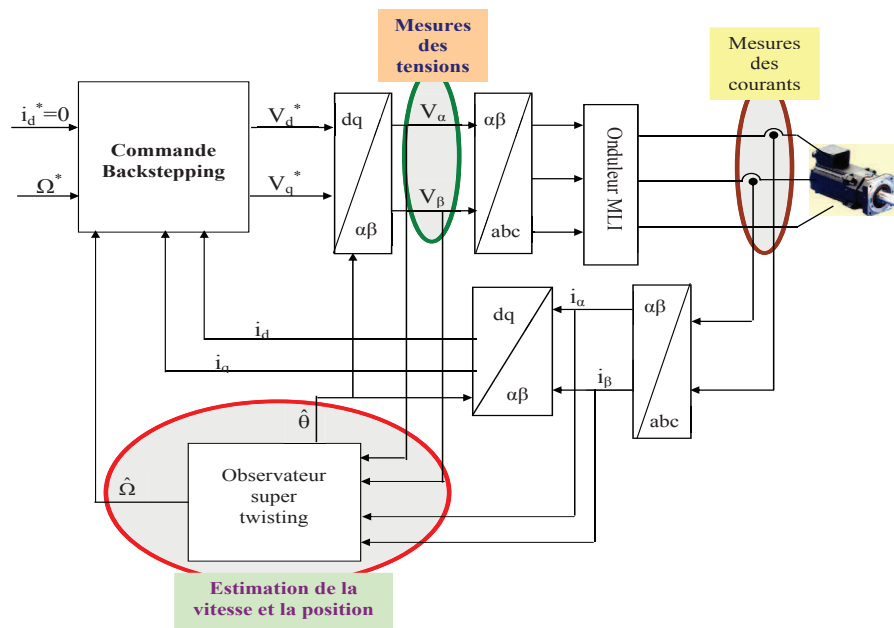 Mesures
des
tensions
Mesures
des
courants
i_d^*=0
Ω^*
Commande
Backstepping
V_d^*
V_q^*
dq
αβ
V_α
V_β
αβ
abc
Onduleur MLI
i_d
i_q
dq
αβ
i_α
i_β
αβ
abc
θ̂
Ω̂
Observateur
super
twisting
Estimation de la
vitesse et la position